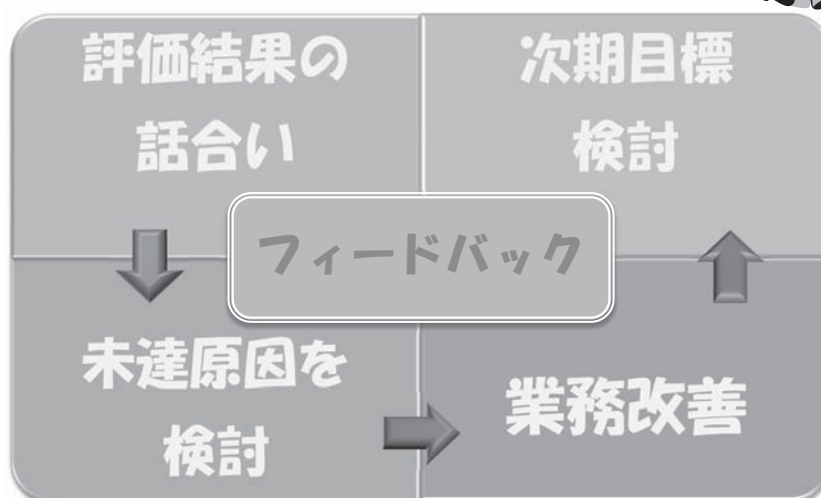 評価結果の
話合い
次期目標
検討
フィードバック
未達原因を
検討
業務改善